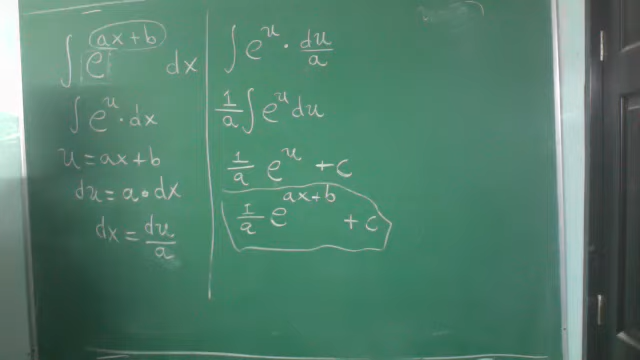 ∫ e^{ax+b} dx
∫ e^u · dx
u = ax+b
du = a · dx
dx = du/a
∫ e^u · du/a
1/a ∫ e^u du
1/a e^u + c
1/a e^{ax+b} + c